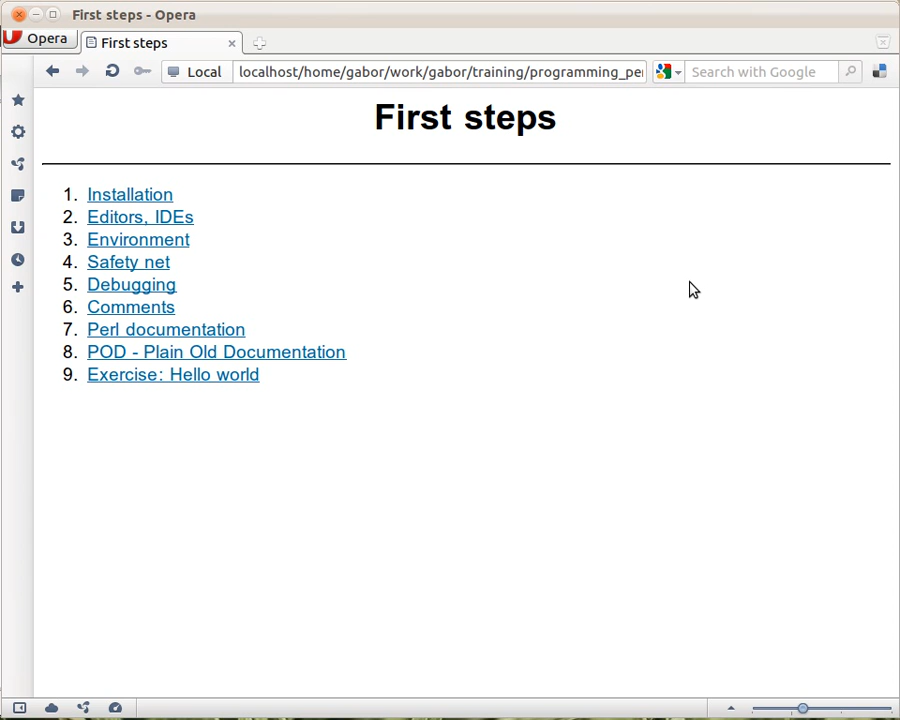 First steps - Opera
Opera
First steps
Local
localhost/home/gabor/work/gabor/training/programming_pe
Search with Google
First steps
1. Installation
2. Editors, IDEs
3. Environment
4. Safety net
5. Debugging
6. Comments
7. Perl documentation
8. POD - Plain Old Documentation
9. Exercise: Hello world